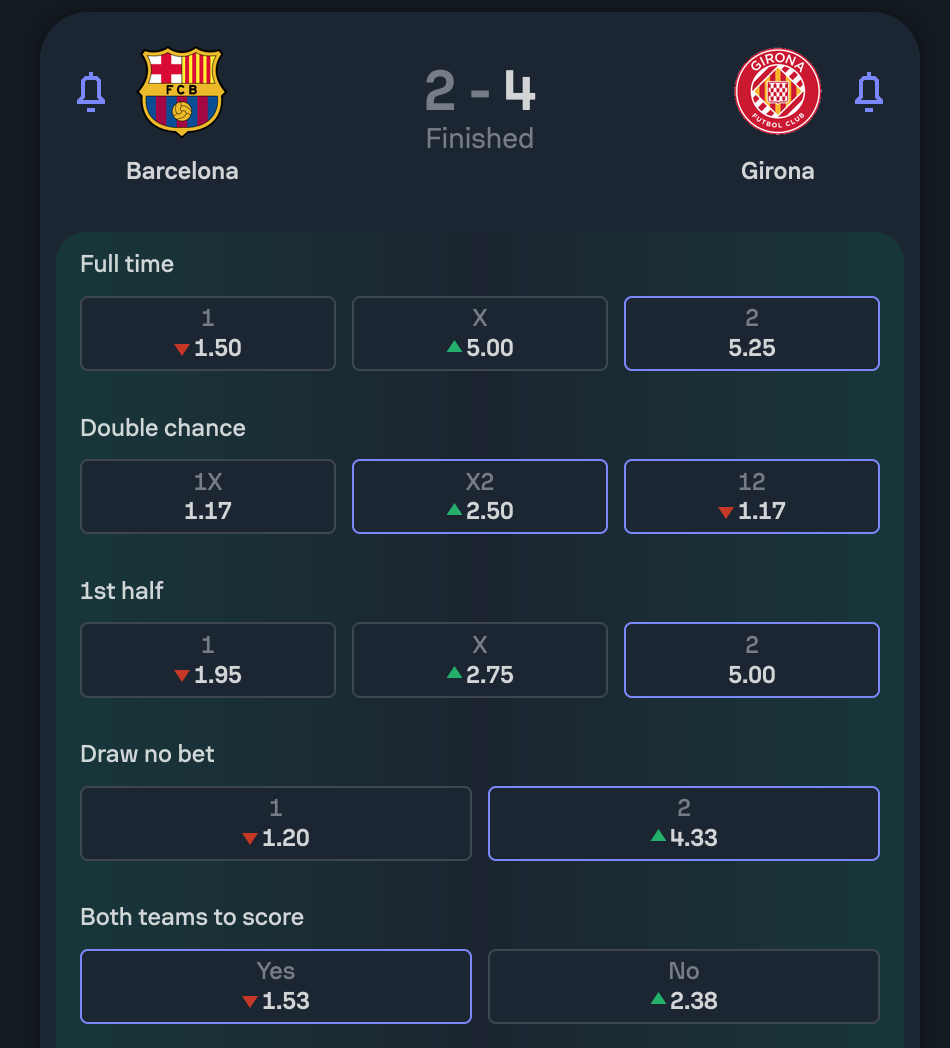 FCB
2 - 4
GIRONA
FUTBOL CLUB
Finished
Barcelona
Girona
Full time
1
1.50
X
5.00
2
5.25
Double chance
1X
1.17
X2
2.50
12
1.17
1st half
1
1.95
X
2.75
2
5.00
Draw no bet
1
1.20
2
4.33
Both teams to score
Yes
1.53
No
2.38